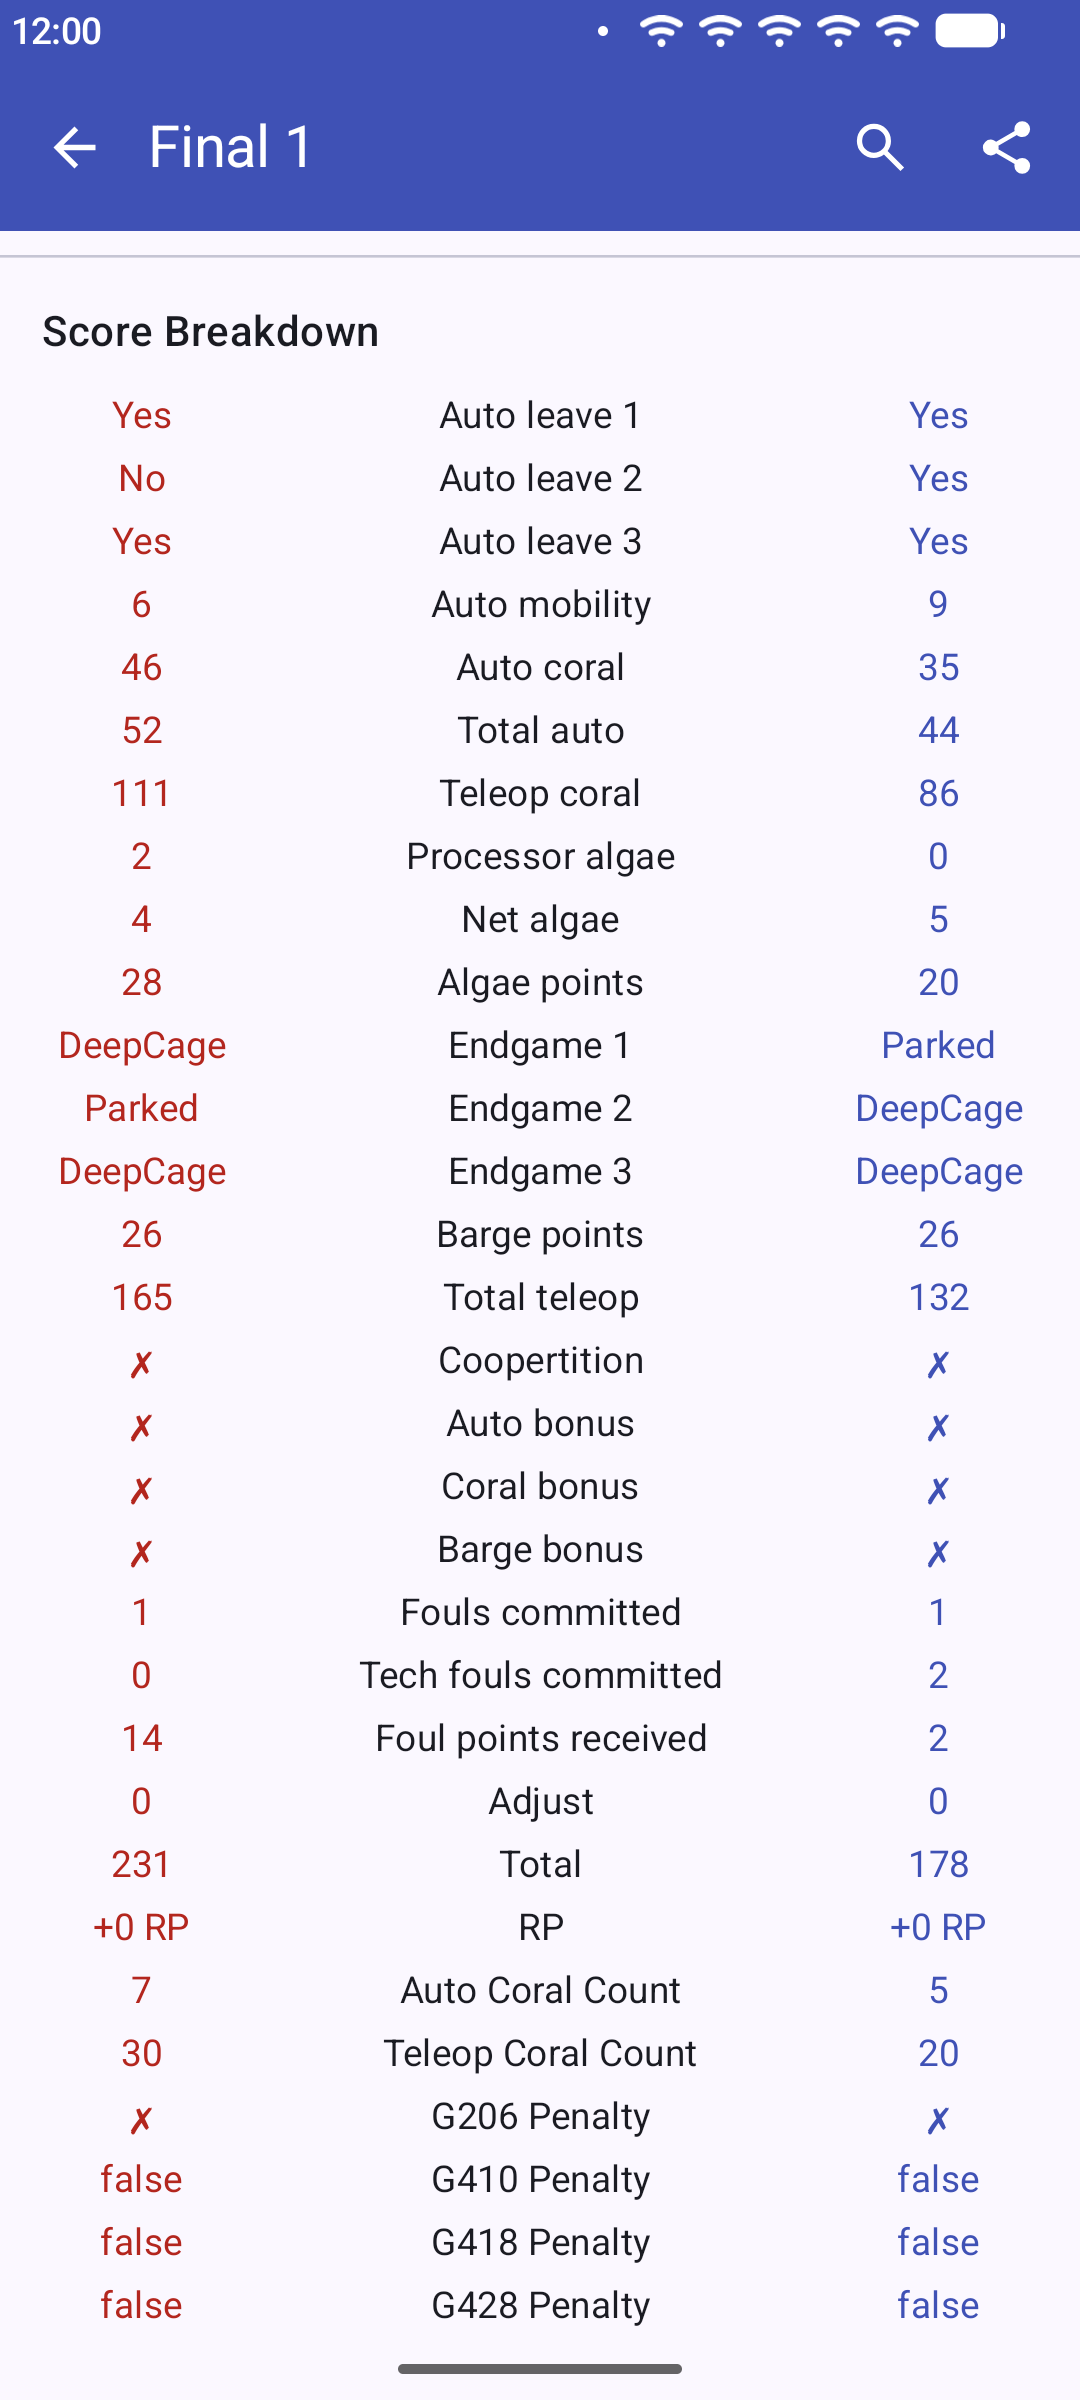 12:00
Final 1
Score Breakdown
Yes Auto leave 1 Yes
No Auto leave 2 Yes
Yes Auto leave 3 Yes
6 Auto mobility 9
46 Auto coral 35
52 Total auto 44
111 Teleop coral 86
2 Processor algae 0
4 Net algae 5
28 Algae points 20
DeepCage Endgame 1 Parked
Parked Endgame 2 DeepCage
DeepCage Endgame 3 DeepCage
26 Barge points 26
165 Total teleop 132
✗ Coopertition ✗
✗ Auto bonus ✗
✗ Coral bonus ✗
✗ Barge bonus ✗
1 Fouls committed 1
0 Tech fouls committed 2
14 Foul points received 2
0 Adjust 0
231 Total 178
+0 RP RP +0 RP
7 Auto Coral Count 5
30 Teleop Coral Count 20
✗ G206 Penalty ✗
false G410 Penalty false
false G418 Penalty false
false G428 Penalty false